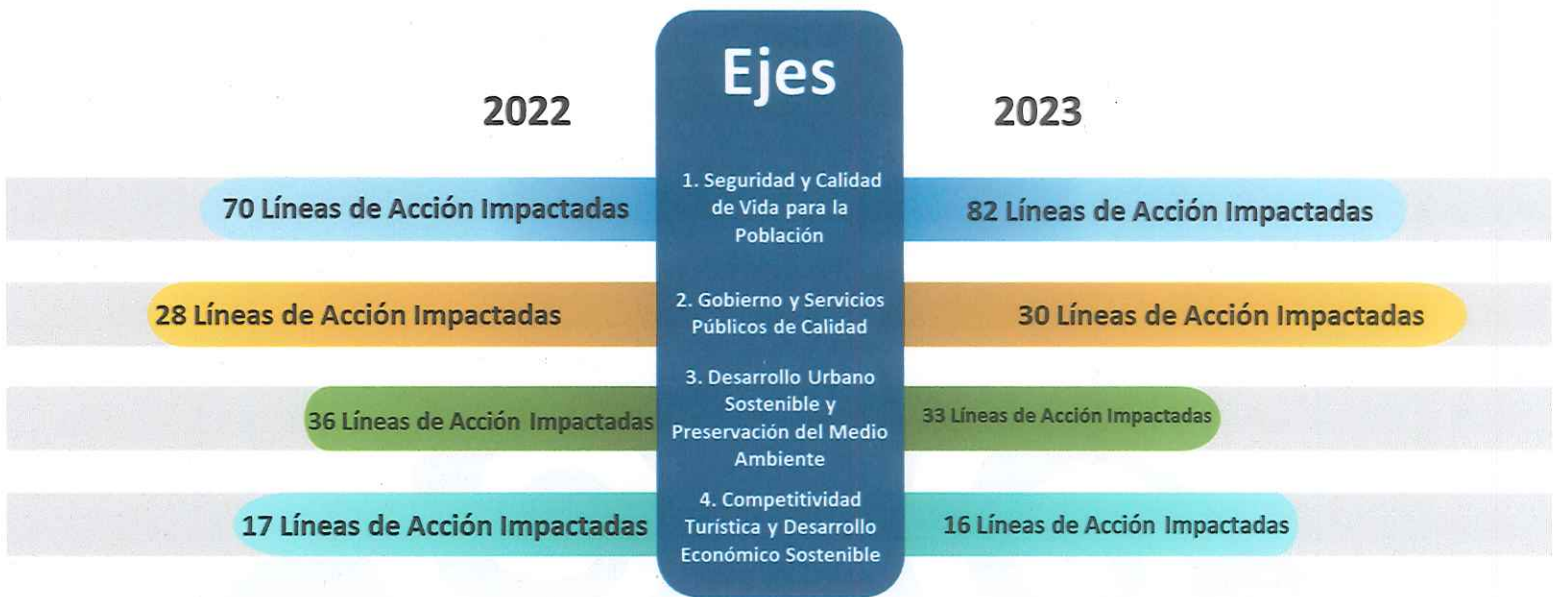 Ejes
2022
2023
70 Líneas de Acción Impactadas
1. Seguridad y Calidad
de Vida para la
Población
82 Líneas de Acción Impactadas
28 Líneas de Acción Impactadas
2. Gobierno y Servicios
Públicos de Calidad
30 Líneas de Acción Impactadas
36 Líneas de Acción Impactadas
3. Desarrollo Urbano
Sostenible y
Preservación del Medio
Ambiente
33 Líneas de Acción Impactadas
17 Líneas de Acción Impactadas
4. Competitividad
Turística y Desarrollo
Económico Sostenible
16 Líneas de Acción Impactadas